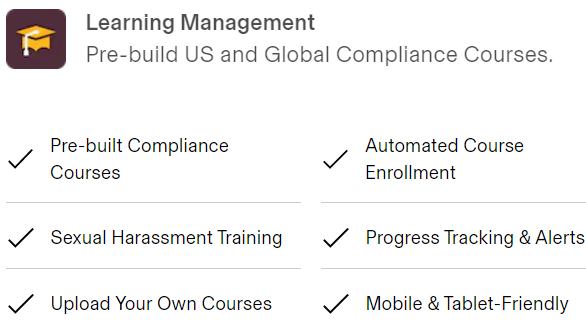 Learning Management
Pre-build US and Global Compliance Courses.
Pre-built Compliance
Courses
Automated Course
Enrollment
Sexual Harassment Training
Progress Tracking & Alerts
Upload Your Own Courses
Mobile & Tablet-Friendly